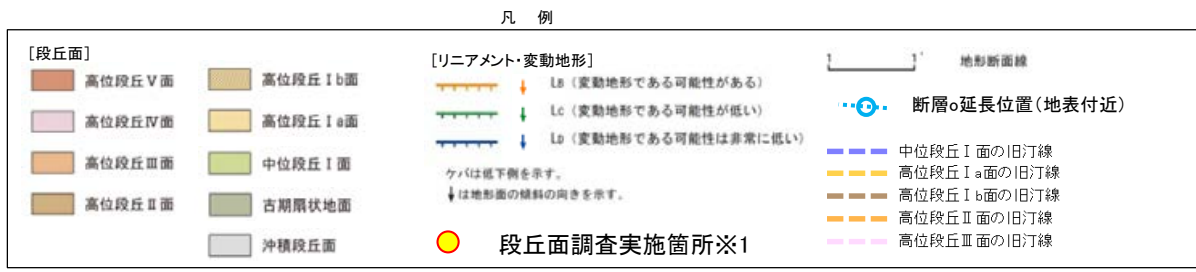 凡 例
[段丘面]
高位段丘Ⅴ面
高位段丘Ⅳ面
高位段丘Ⅲ面
高位段丘Ⅱ面
高位段丘Ⅰb面
高位段丘Ⅰa面
中位段丘Ⅰ面
古期扇状地面
沖積段丘面
[リニアメント・変動地形]
LB (変動地形である可能性がある)
LC (変動地形である可能性が低い)
LD (変動地形である可能性は非常に低い)
ケバは低下側を示す。
↓は地形面の傾斜の向きを示す。
段丘面調査実施箇所※1
1 1' 地形断面線
断層o延長位置(地表付近)
中位段丘Ⅰ面の旧汀線
高位段丘Ⅰa面の旧汀線
高位段丘Ⅰb面の旧汀線
高位段丘Ⅱ面の旧汀線
高位段丘Ⅲ面の旧汀線